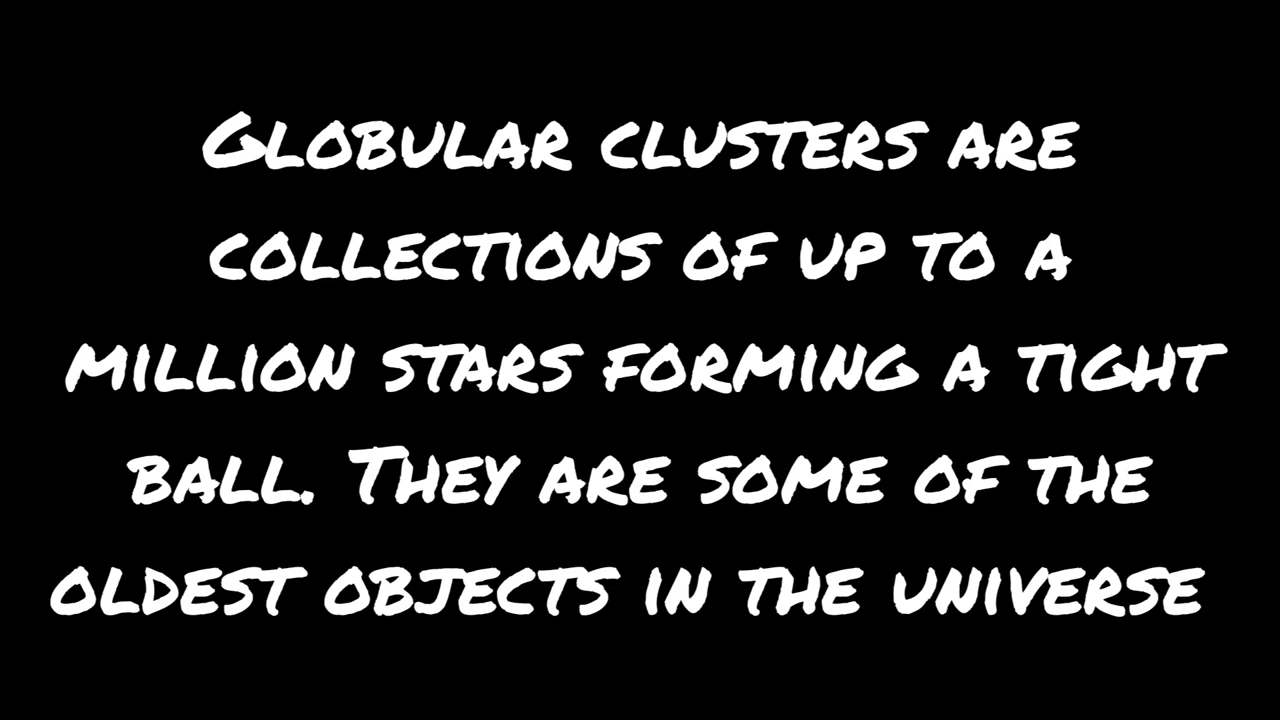 Globular clusters are
collections of up to a
million stars forming a tight
ball. They are some of the
oldest objects in the universe